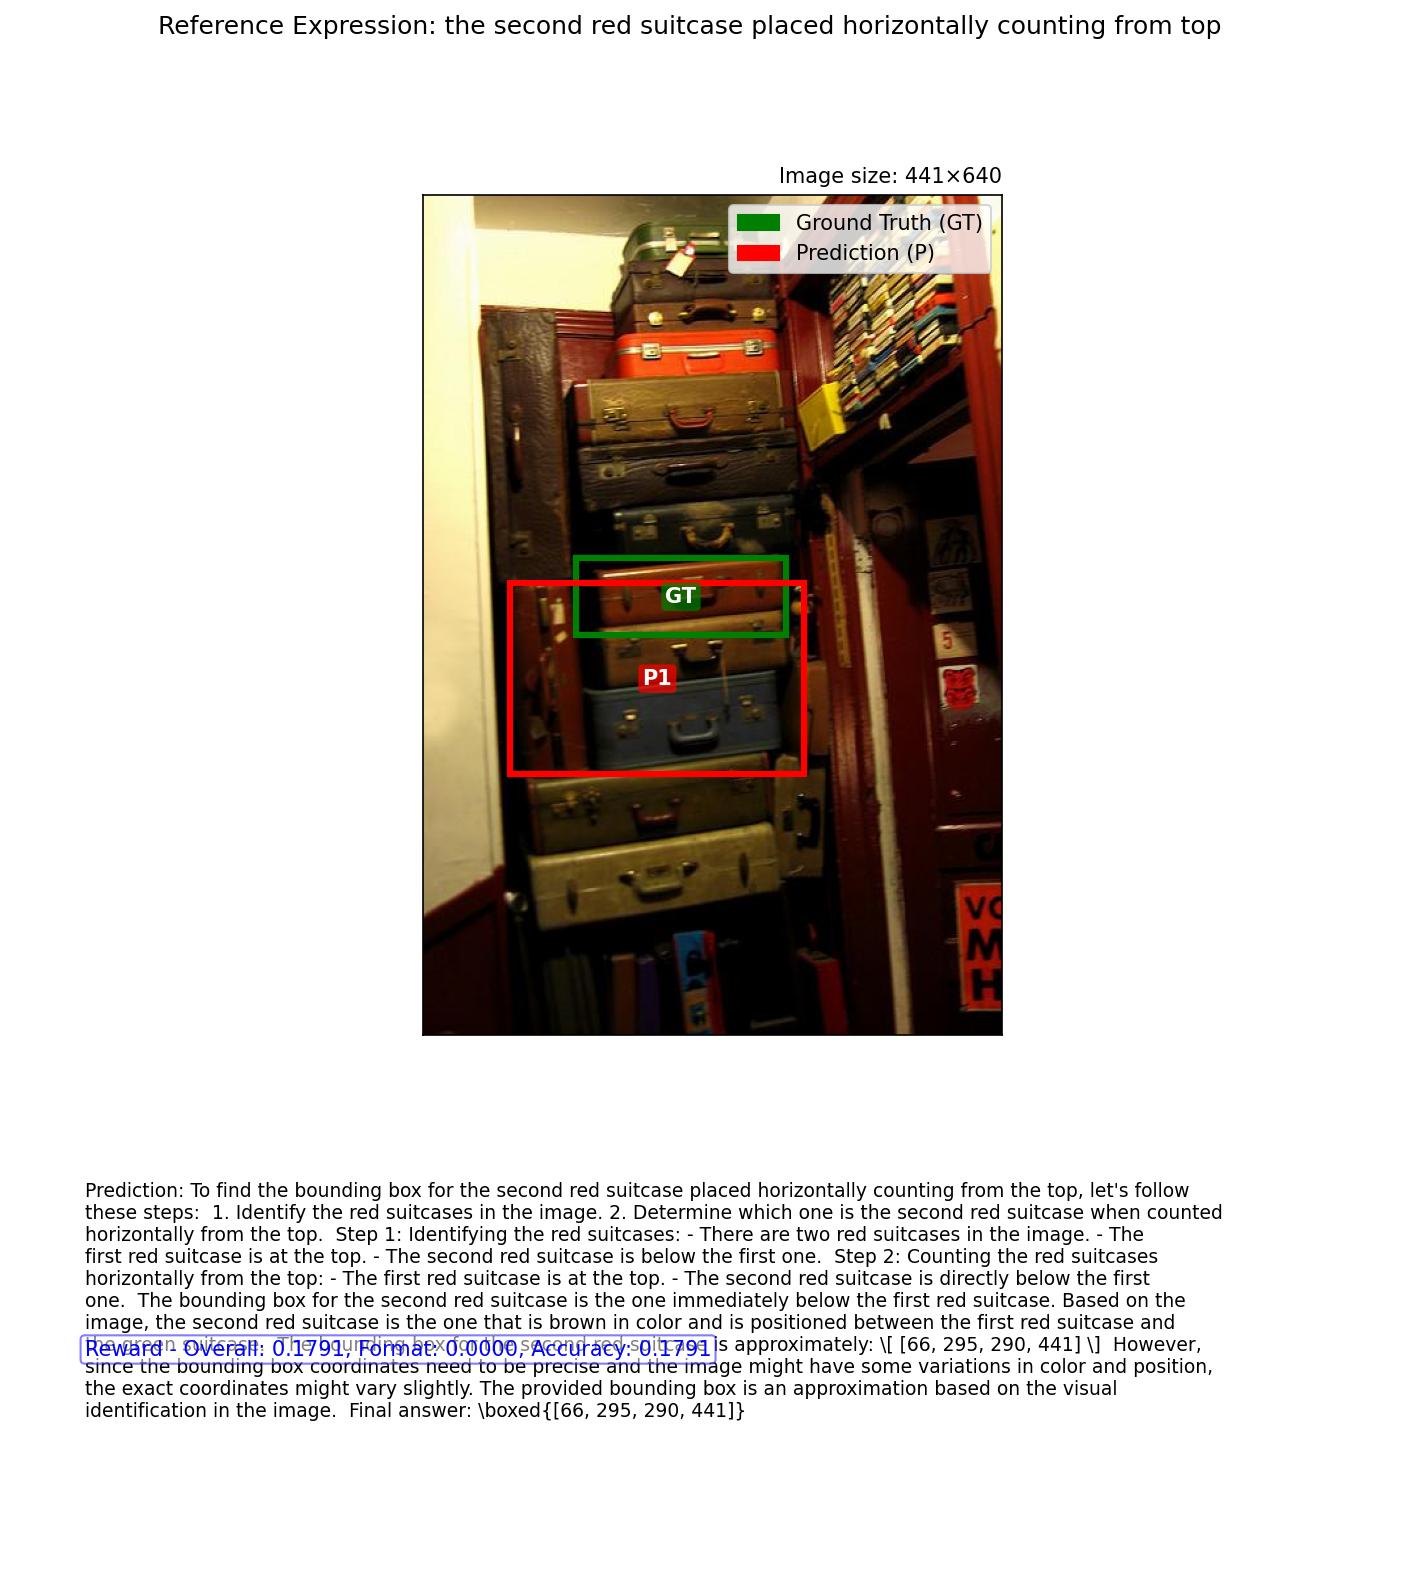 Reference Expression: the second red suitcase placed horizontally counting from top
Image size: 441×640
Ground Truth (GT)
Prediction (P)
GT
P1
5
VO
M
H
Prediction: To find the bounding box for the second red suitcase placed horizontally counting from the top, let's follow
these steps:  1. Identify the red suitcases in the image. 2. Determine which one is the second red suitcase when counted
horizontally from the top.  Step 1: Identifying the red suitcases: - There are two red suitcases in the image. - The
first red suitcase is at the top. - The second red suitcase is below the first one.  Step 2: Counting the red suitcases
horizontally from the top: - The first red suitcase is at the top. - The second red suitcase is directly below the first
one.  The bounding box for the second red suitcase is the one immediately below the first red suitcase. Based on the
image, the second red suitcase is the one that is brown in color and is positioned between the first red suitcase and
the green suitcase.  The bounding box for the second red suitcase is approximately: \[ [66, 295, 290, 441] \]  However,
Reward - Overall: 0.1791, Format: 0.0000, Accuracy: 0.1791
since the bounding box coordinates need to be precise and the image might have some variations in color and position,
the exact coordinates might vary slightly. The provided bounding box is an approximation based on the visual
identification in the image.  Final answer: \boxed{[66, 295, 290, 441]}